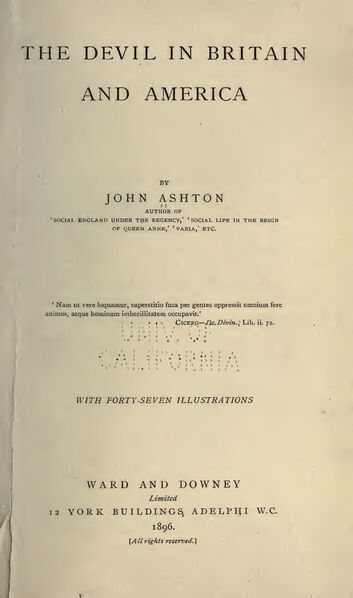 THE DEVIL IN BRITAIN
AND AMERICA
BY
JOHN ASHTON
AUTHOR OF
'SOCIAL ENGLAND UNDER THE REGENCY,' 'SOCIAL LIFE IN THE REIGN
OF QUEEN ANNE,' 'VARIA,' ETC.
'Nam ut vere loquamur, superstitio fusa per gentes oppressit omnium fere
animos, atque hominum imbecillitatem occupavit.'
CICERO—De Divin.; Lib. ii. 72.
UNIV. OF
CALIFORNIA
WITH FORTY-SEVEN ILLUSTRATIONS
WARD AND DOWNEY
Limited
12 YORK BUILDINGS, ADELPHI W.C.
1896.
[All rights reserved.]